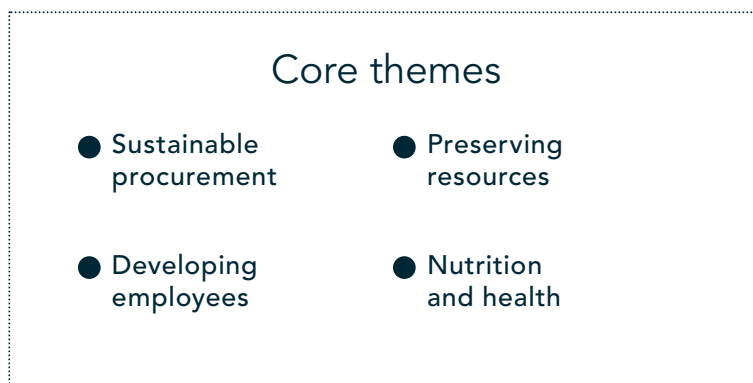 Core themes
Sustainable
procurement
Preserving
resources
Developing
employees
Nutrition
and health